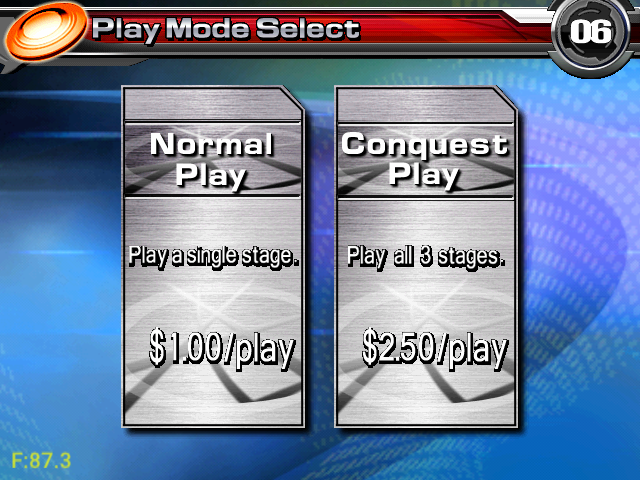 Play Mode Select
06
Normal
Play
Play a single stage.
$1.00/play
Conquest
Play
Play all 3 stages.
$2.50/play
F:87.3